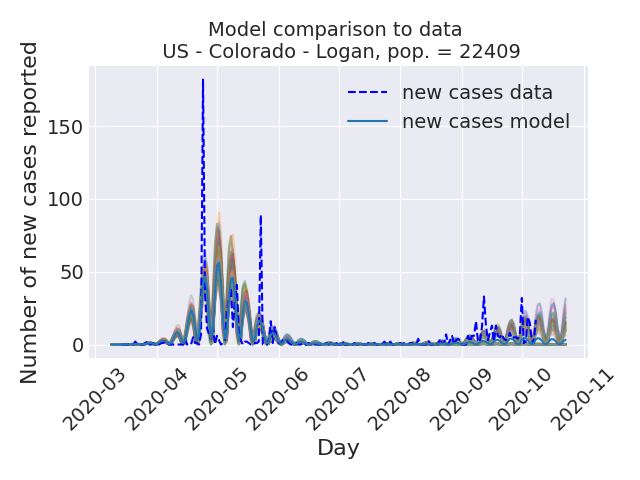 Model comparison to data
US - Colorado - Logan, pop. = 22409
new cases data
new cases model
Number of new cases reported
150
100
50
0
2020-03
2020-04
2020-05
2020-06
2020-07
2020-08
2020-09
2020-10
2020-11
Day